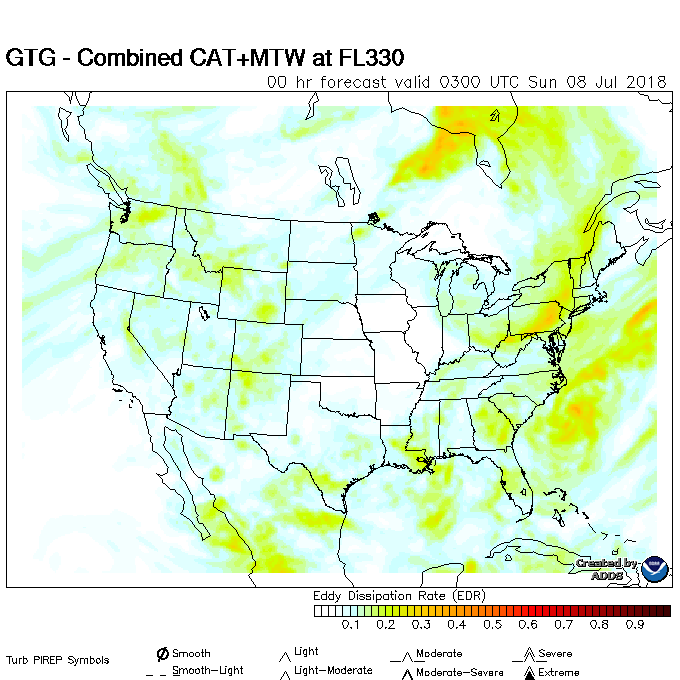 GTG - Combined CAT+MTW at FL330
00 hr forecast valid 0300 UTC Sun 08 Jul 2018
Created by
ADDS
Eddy Dissipation Rate (EDR)
0.1 0.2 0.3 0.4 0.5 0.6 0.7 0.8 0.9
Turb PIREP Symbols
Smooth Light Moderate Severe
Smooth-Light Light-Moderate Moderate-Severe Extreme